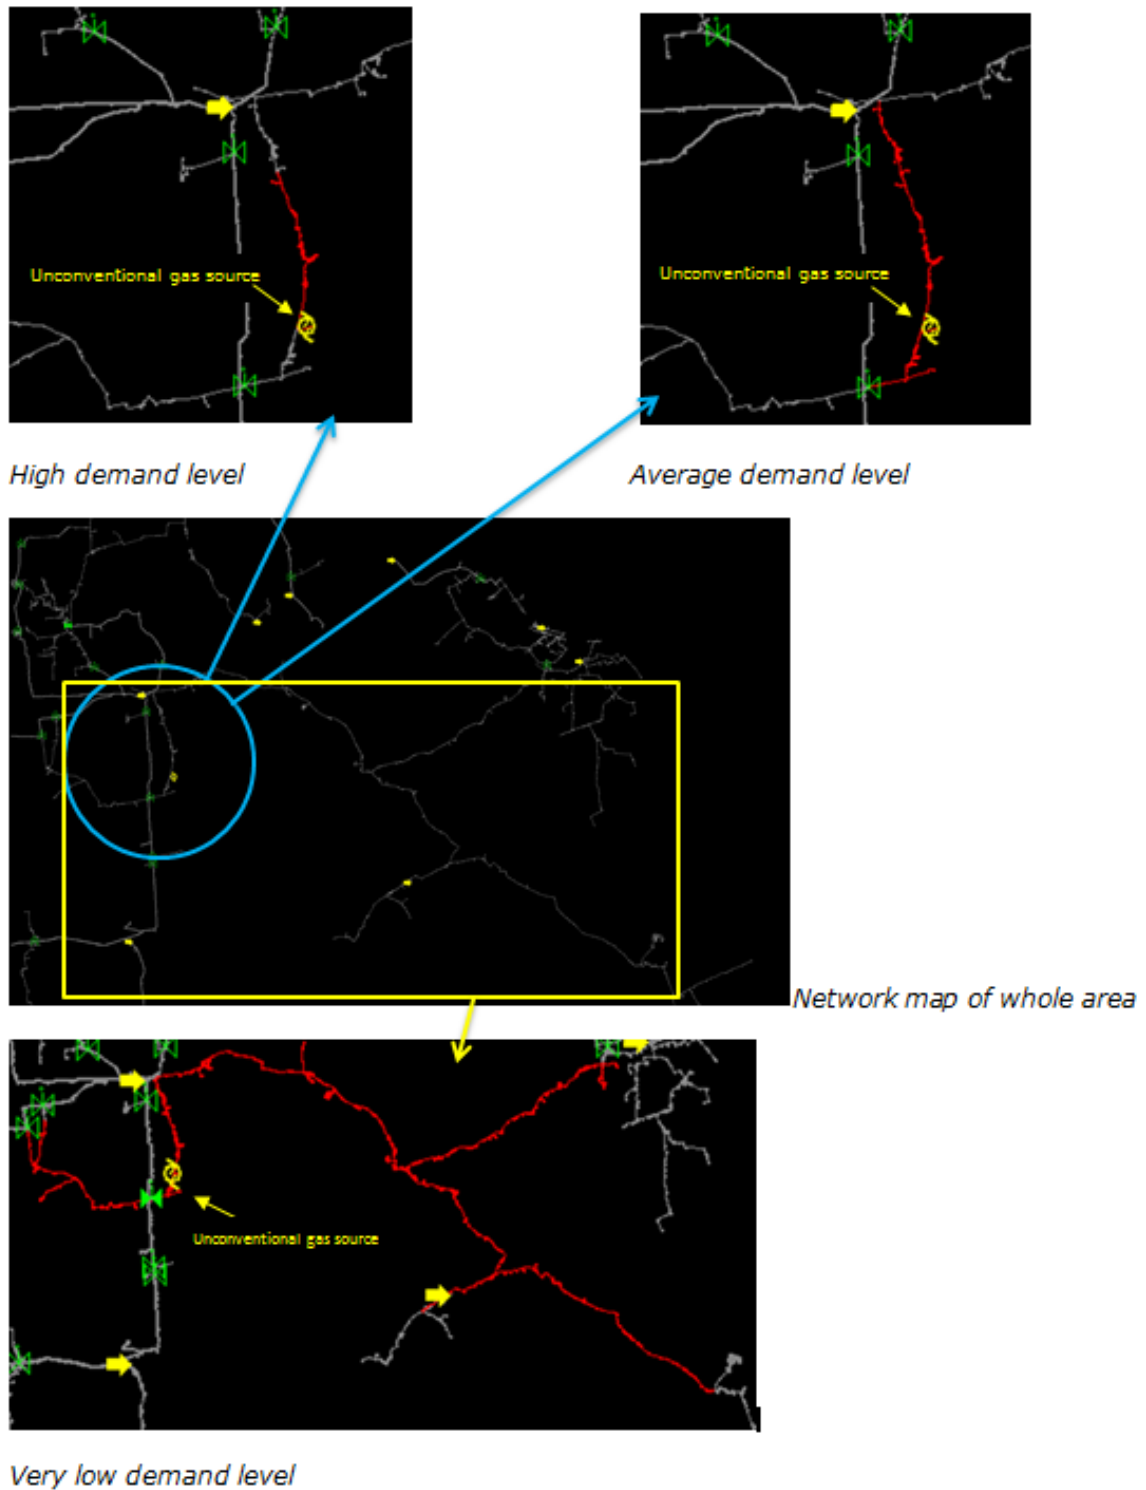 Unconventional gas source
Unconventional gas source
High demand level
Average demand level
Network map of whole area
Unconventional gas source
Very low demand level